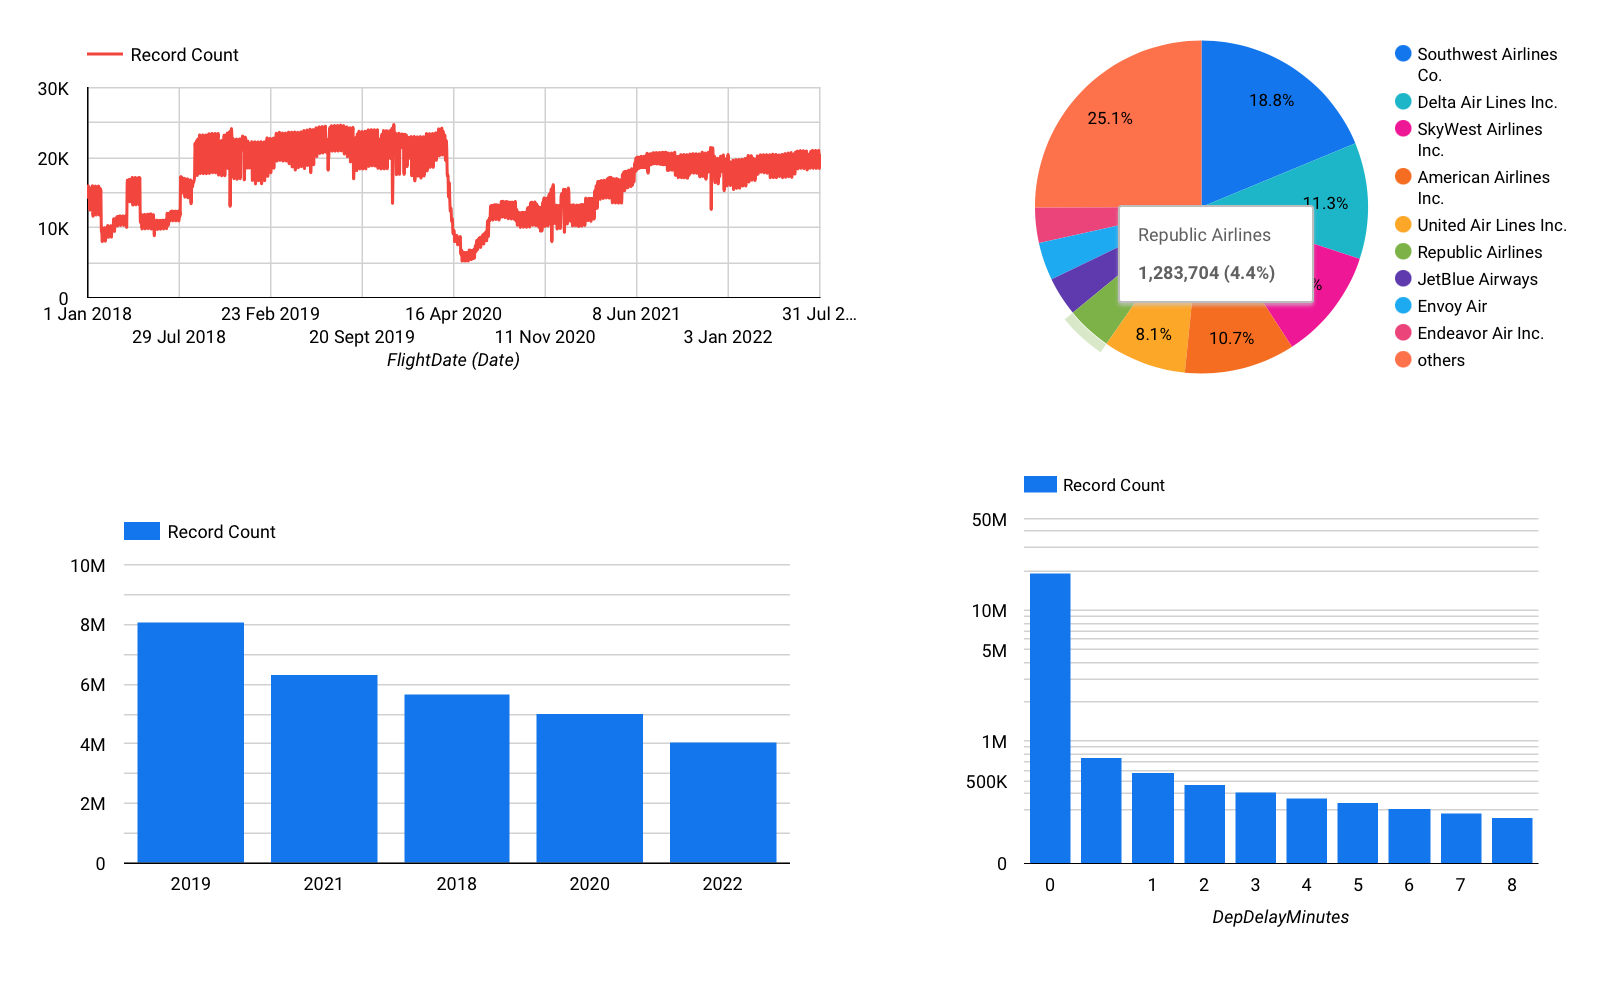 Record Count
30K
20K
10K
0
1 Jan 2018
29 Jul 2018
23 Feb 2019
20 Sept 2019
16 Apr 2020
11 Nov 2020
8 Jun 2021
3 Jan 2022
31 Jul 2...
FlightDate (Date)
18.8%
11.3%
%
10.7%
8.1%
25.1%
Republic Airlines
1,283,704 (4.4%)
Southwest Airlines
Co.
Delta Air Lines Inc.
SkyWest Airlines
Inc.
American Airlines
Inc.
United Air Lines Inc.
Republic Airlines
JetBlue Airways
Envoy Air
Endeavor Air Inc.
others
Record Count
10M
8M
6M
4M
2M
0
2019
2021
2018
2020
2022
Record Count
50M
10M
5M
1M
500K
0
0
1
2
3
4
5
6
7
8
DepDelayMinutes